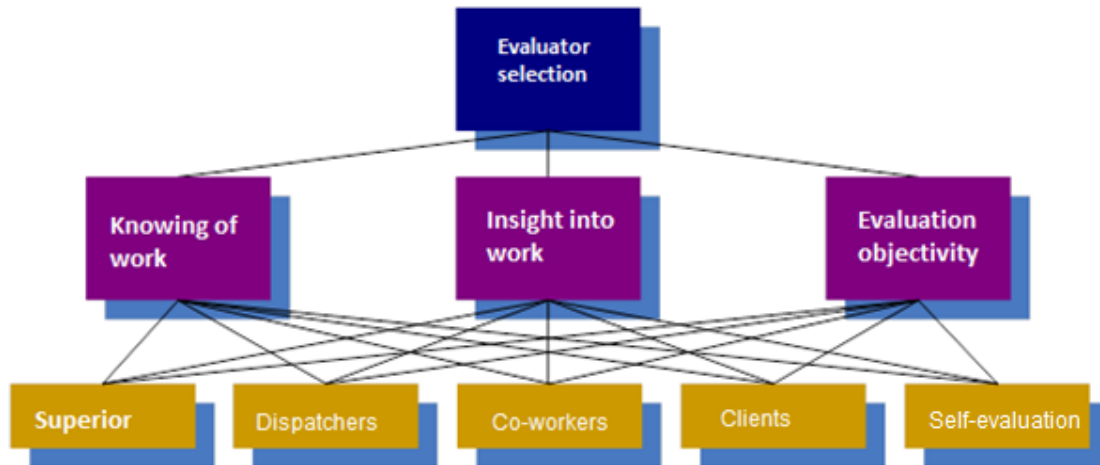 Evaluator
selection
Knowing of
work
Insight into
work
Evaluation
objectivity
Superior
Dispatchers
Co-workers
Clients
Self-evaluation